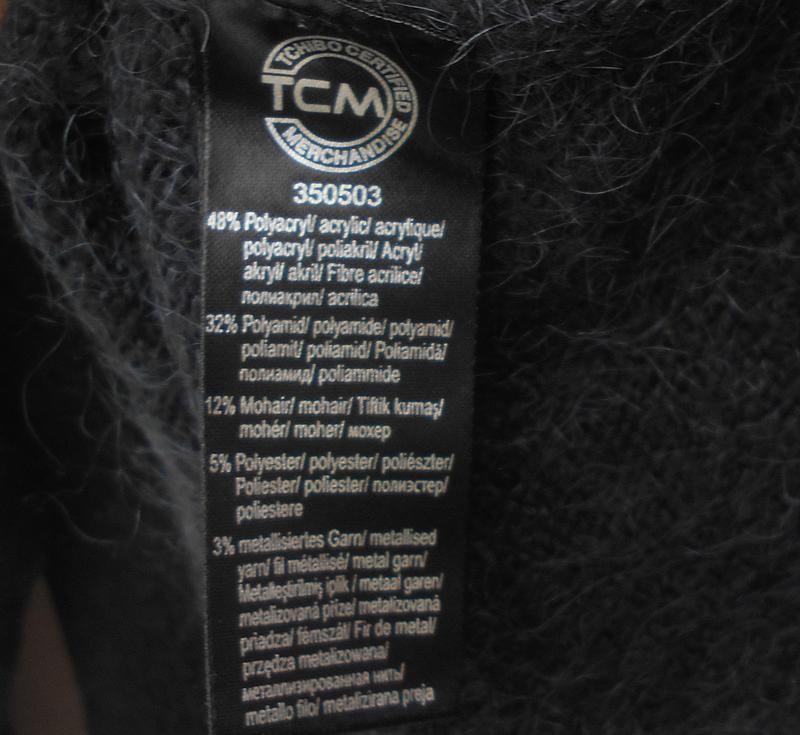 TCHIBO CERTIFIED
TCM
MERCHANDISE
350503
48% Polyacryl/ acrylic/ acrylique/
polyacryl/ poliakril/ Acryl/
akryl/ akril/ Fibre acrilice/
полиакрил/ acrilica
32% Polyamid/ polyamide/ polyamid/
poliamit/ poliamid/ Poliamidă/
полиамид/ poliammide
12% Mohair/ mohair/ Tiftik kumaş/
mohér/ moher/ мохер
5% Polyester/ polyester/ poliészter/
Poliester/ poliester/ полиэстер/
poliestere
3% metallisiertes Garn/ metallised
yarn/ fil métallisé/ metal garn/
Metalleştirilmiş iplik / metaal garen/
metalizovaná příze/ metalizovaná
priadza/ fémszál/ Fir de metal/
przędza metalizowana/
металлизированная нить/
metallo filo/ metalizirana preja